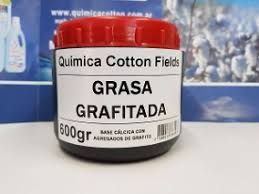 Quimica Cotton Fields
www.quimicacotton.com.ar
GRASA
GRAFITADA
600gr
BASE CÁLCICA CON
AGREGADOS DE GRAFITO